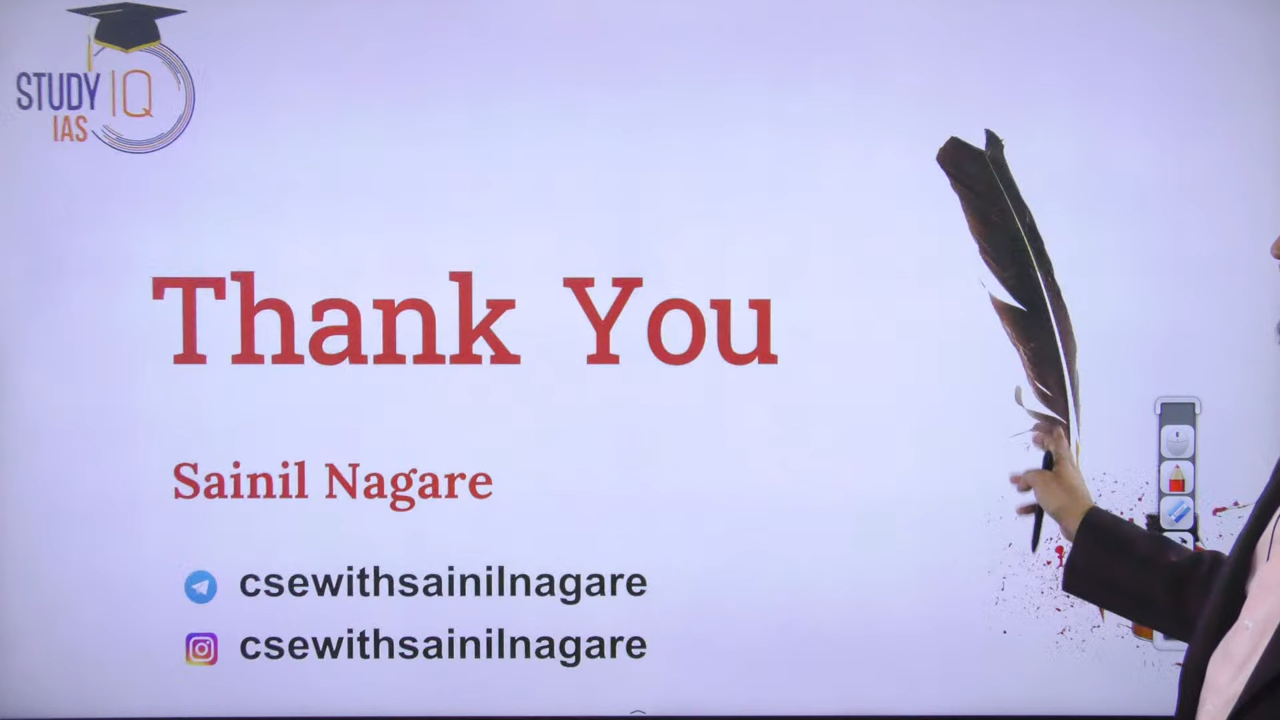 STUDY IQ
IAS
Thank You
Sainil Nagare
csewithsainilnagare
csewithsainilnagare